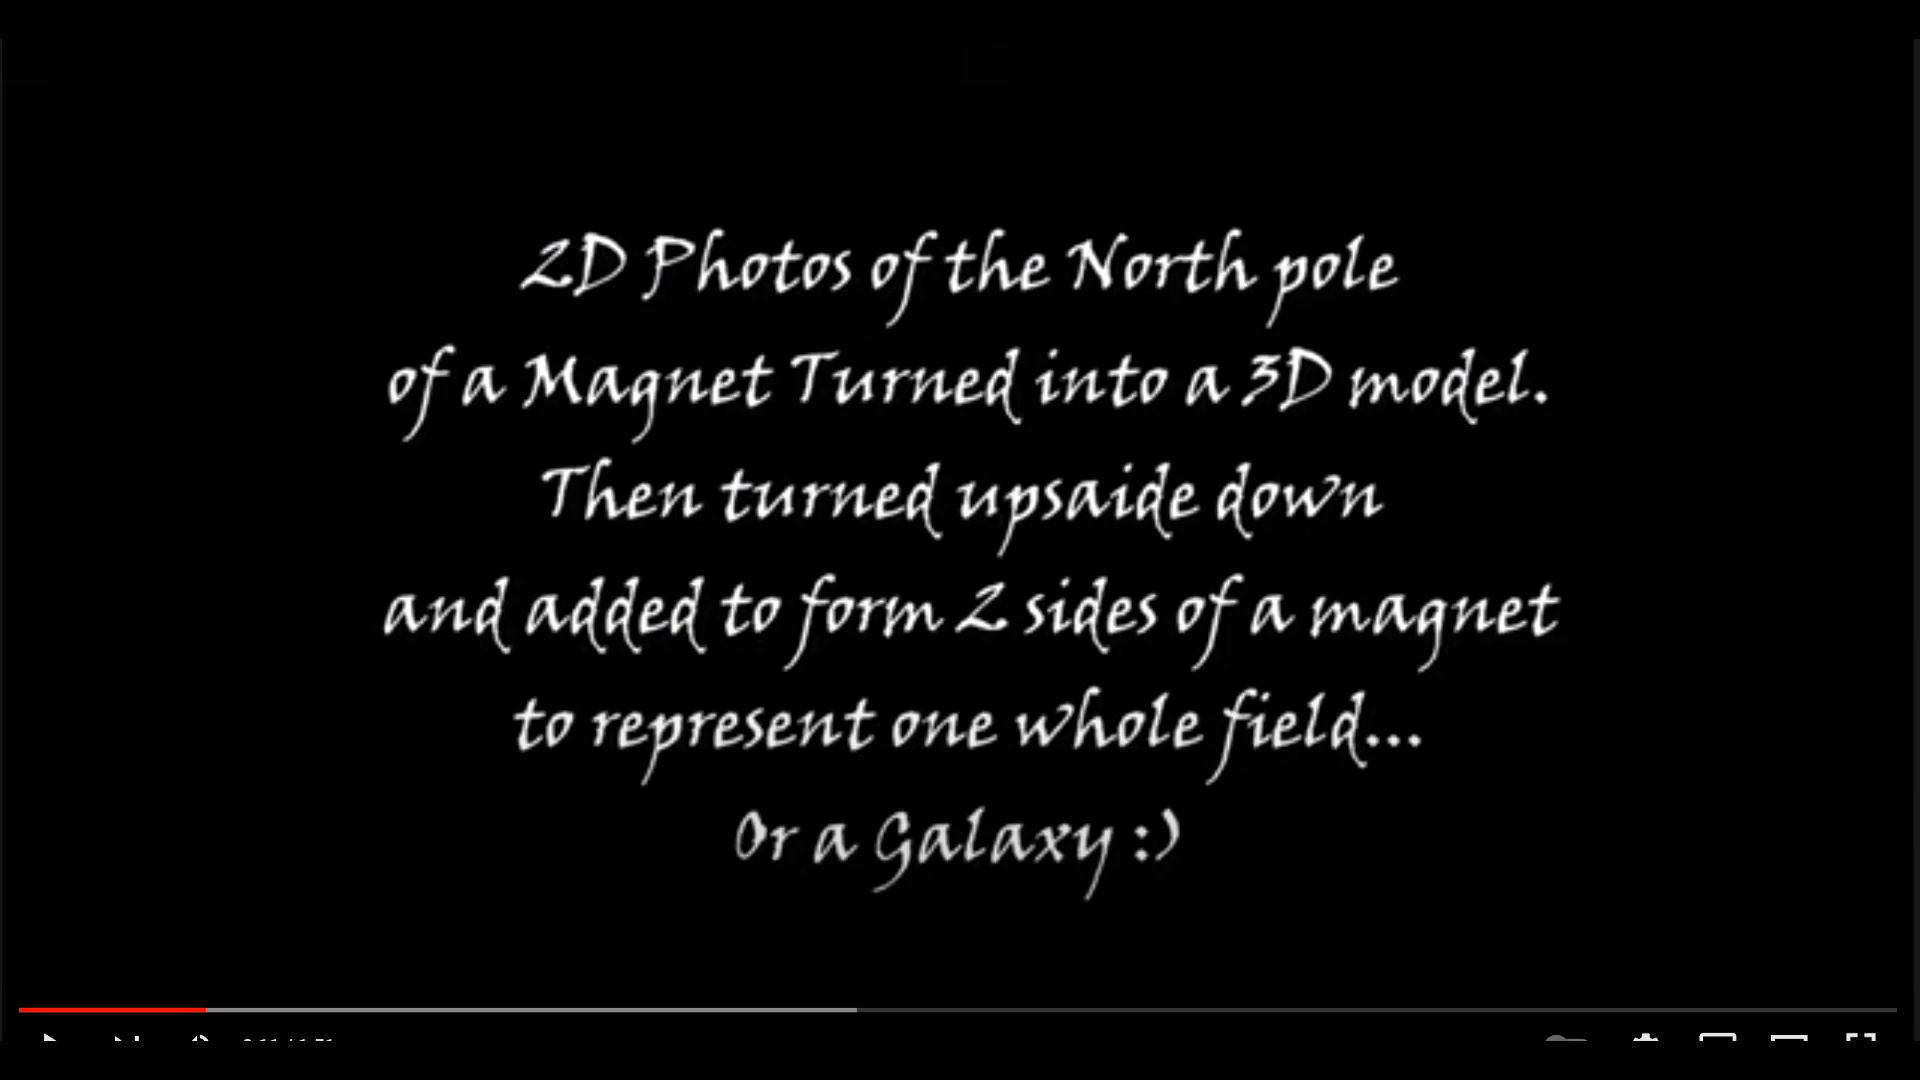 2D Photos of the North pole
of a Magnet Turned into a 3D model.
Then turned upsaide down
and added to form 2 sides of a magnet
to represent one whole field...
Or a Galaxy :)